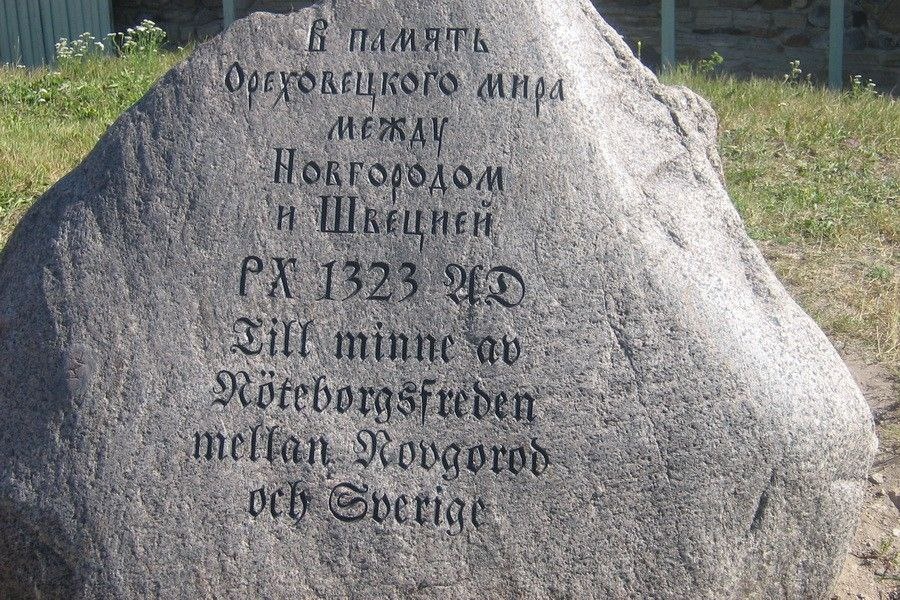 В память
Ореховецкого мира
между
Новгородом
и Швецией
РХ 1323 AD
Till minne av
Nöteborgsfreden
mellan Novgorod
och Sverige